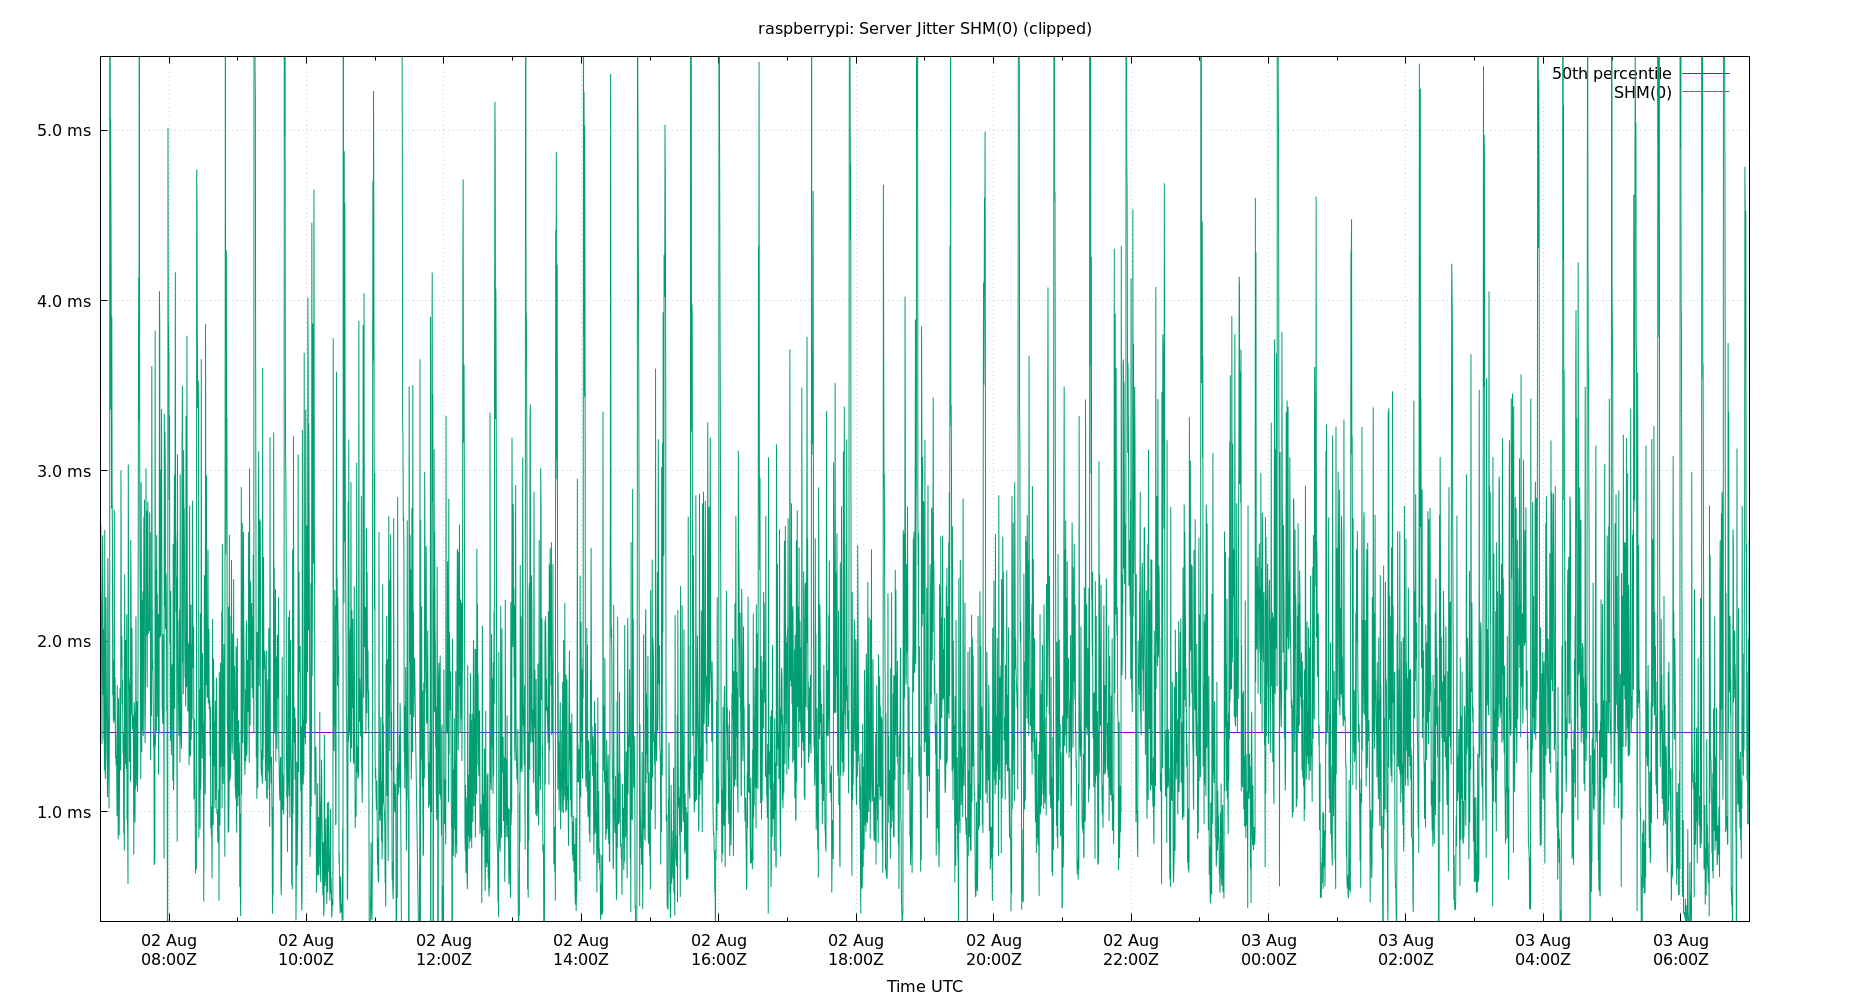 raspberrypi: Server Jitter SHM(0) (clipped)
50th percentile
SHM(0)
5.0 ms
4.0 ms
3.0 ms
2.0 ms
1.0 ms
02 Aug 02 Aug 02 Aug 02 Aug 02 Aug 02 Aug 02 Aug 02 Aug 03 Aug 03 Aug 03 Aug 03 Aug
08:00Z 10:00Z 12:00Z 14:00Z 16:00Z 18:00Z 20:00Z 22:00Z 00:00Z 02:00Z 04:00Z 06:00Z
Time UTC